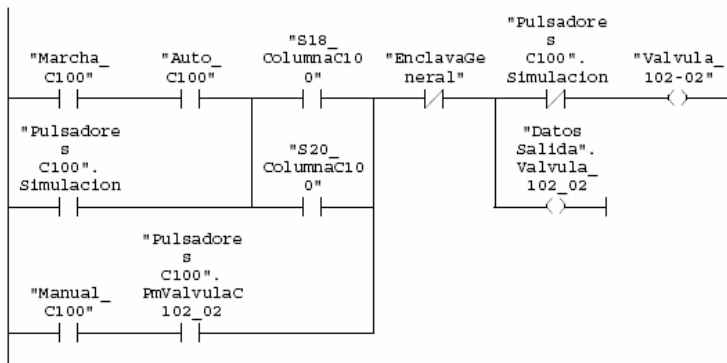 "Marcha_
C100"
"Auto_
C100"
"S18_
ColumnaC10
0"
"EnclavaGe
neral"
"Pulsadore
s
C100".
Simulacion
"Valvula_
102-02"
"Pulsadore
s
C100".
Simulacion
"S20_
ColumnaC10
0"
"Datos
Salida".
Valvula_
102_02
"Manual_
C100"
"Pulsadore
s
C100".
PmValvulaC
102_02